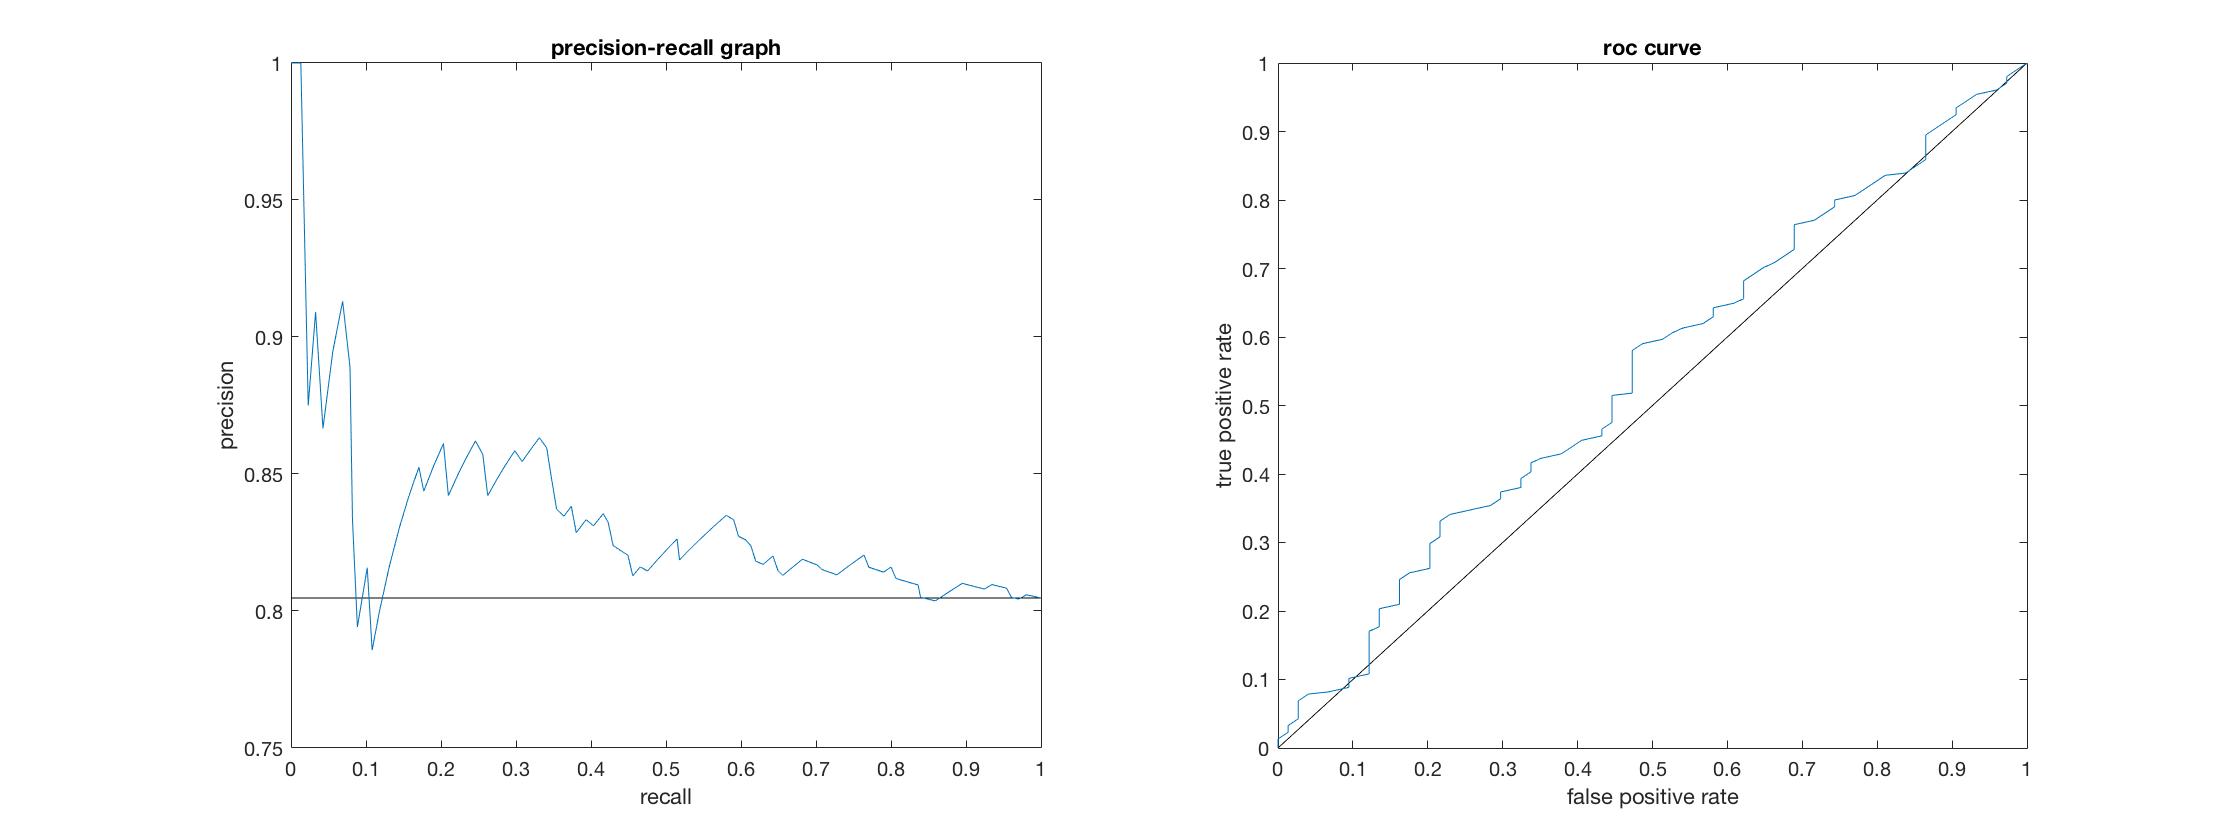 precision-recall graph
1
0.95
0.9
0.85
0.8
0.75
precision
0 0.1 0.2 0.3 0.4 0.5 0.6 0.7 0.8 0.9 1
recall
roc curve
1
0.9
0.8
0.7
0.6
0.5
0.4
0.3
0.2
0.1
0
true positive rate
0 0.1 0.2 0.3 0.4 0.5 0.6 0.7 0.8 0.9 1
false positive rate